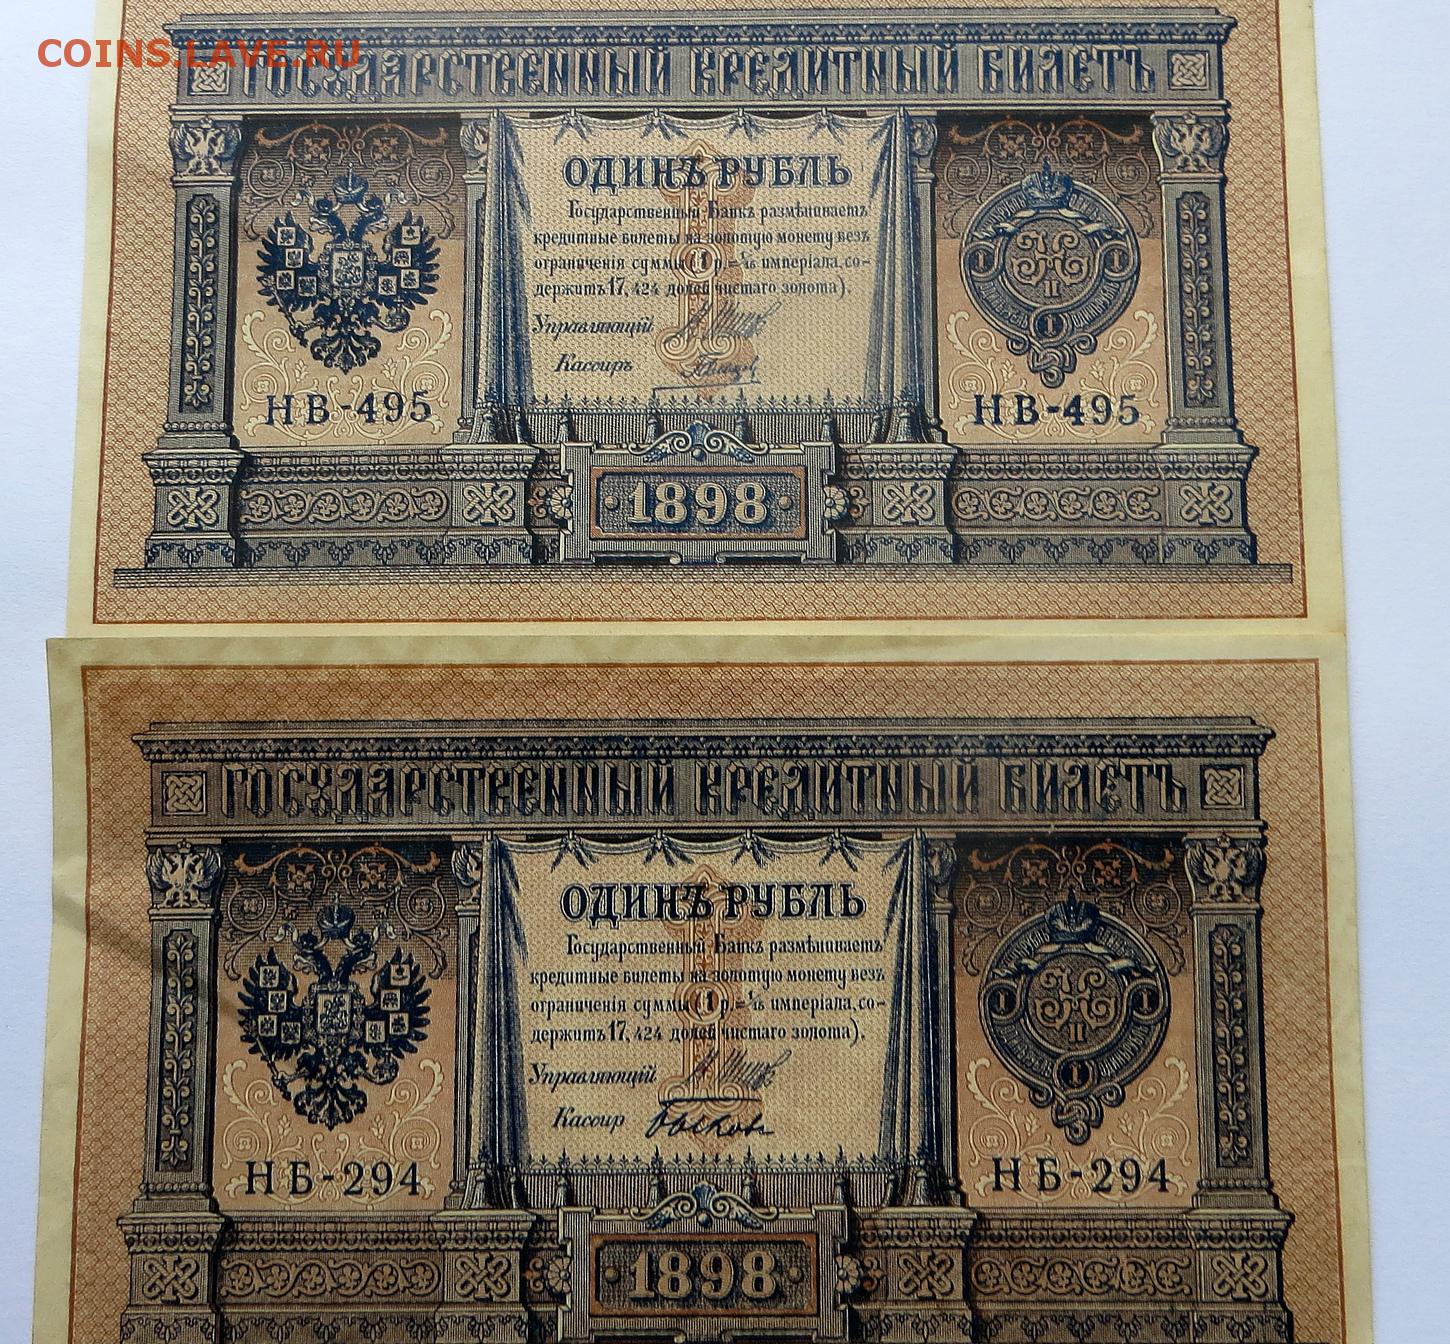 COINS.LAVE.RU
ГОСУДАРСТВЕННЫЙ КРЕДИТНЫЙ БИЛЕТЪ
ОДИНЪ РУБЛЬ
Государственный Банкъ размѣниваетъ
кредитные билеты на золотую монету безъ
ограниченія суммы (1 р.=1/15 имперіала, со-
держитъ 17,424 долей чистаго золота).
Управляющій
Кассиръ
НВ-495 НВ-495
1898
ГОСУДАРСТВЕННЫЙ КРЕДИТНЫЙ БИЛЕТЪ
ОДИНЪ РУБЛЬ
Государственный Банкъ размѣниваетъ
кредитные билеты на золотую монету безъ
ограниченія суммы (1 р.=1/15 имперіала, со-
держитъ 17,424 долей чистаго золота).
Управляющій
Кассир
НБ-294 НБ-294
1898